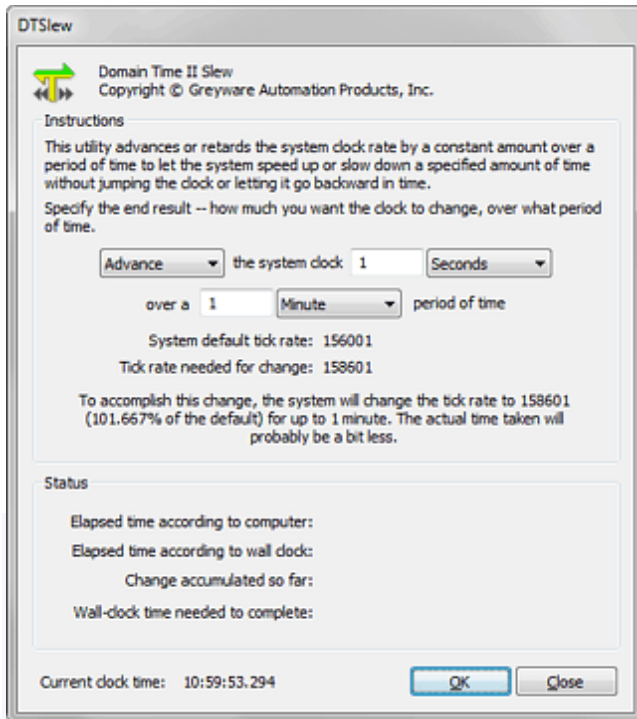 DTSlew
Domain Time II Slew
Copyright © Greyware Automation Products, Inc.
Instructions
This utility advances or retards the system clock rate by a constant amount over a
period of time to let the system speed up or slow down a specified amount of time
without jumping the clock or letting it go backward in time.
Specify the end result -- how much you want the clock to change, over what period
of time.
Advance the system clock 1 Seconds
over a 1 Minute period of time
System default tick rate: 156001
Tick rate needed for change: 158601
To accomplish this change, the system will change the tick rate to 158601
(101.667% of the default) for up to 1 minute. The actual time taken will
probably be a bit less.
Status
Elapsed time according to computer:
Elapsed time according to wall clock:
Change accumulated so far:
Wall-clock time needed to complete:
Current clock time: 10:59:53.294 OK Close